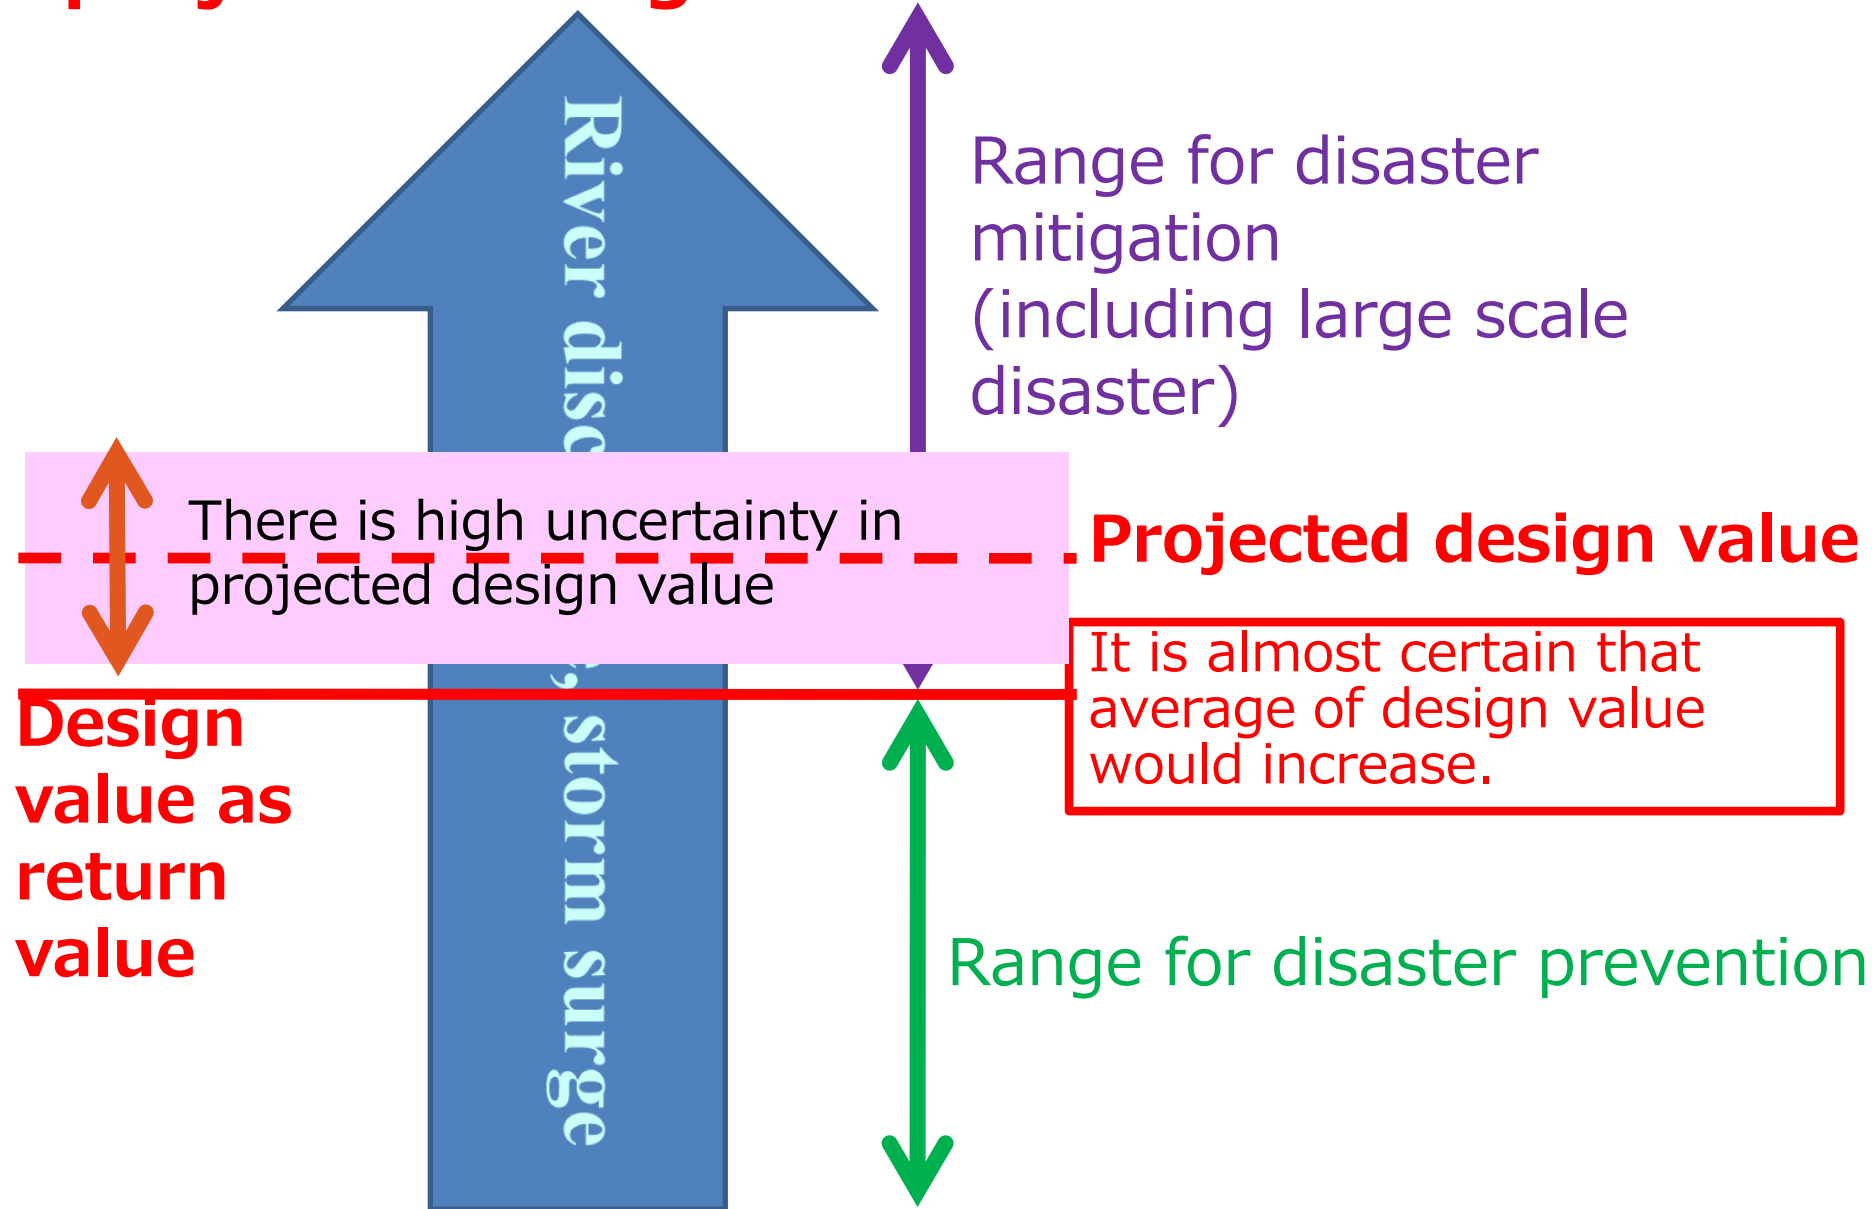 Range for disaster
mitigation
(including large scale
disaster)
There is high uncertainty in
projected design value
Projected design value
It is almost certain that
average of design value
would increase.
Design
value as
return
value
Range for disaster prevention
River
storm surge